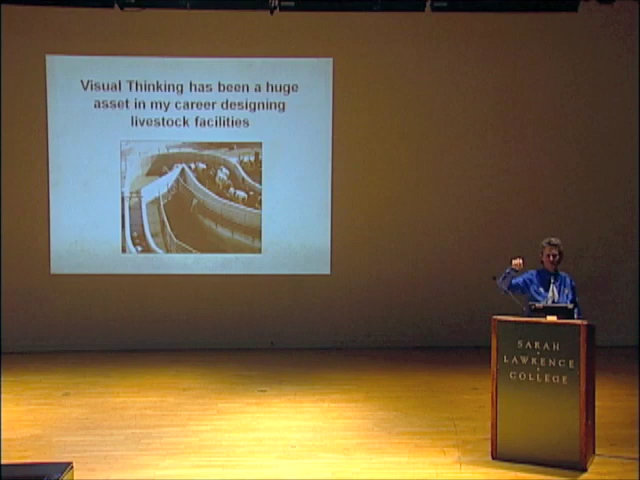 Visual Thinking has been a huge
asset in my career designing
livestock facilities
SARAH
LAWRENCE
COLLEGE